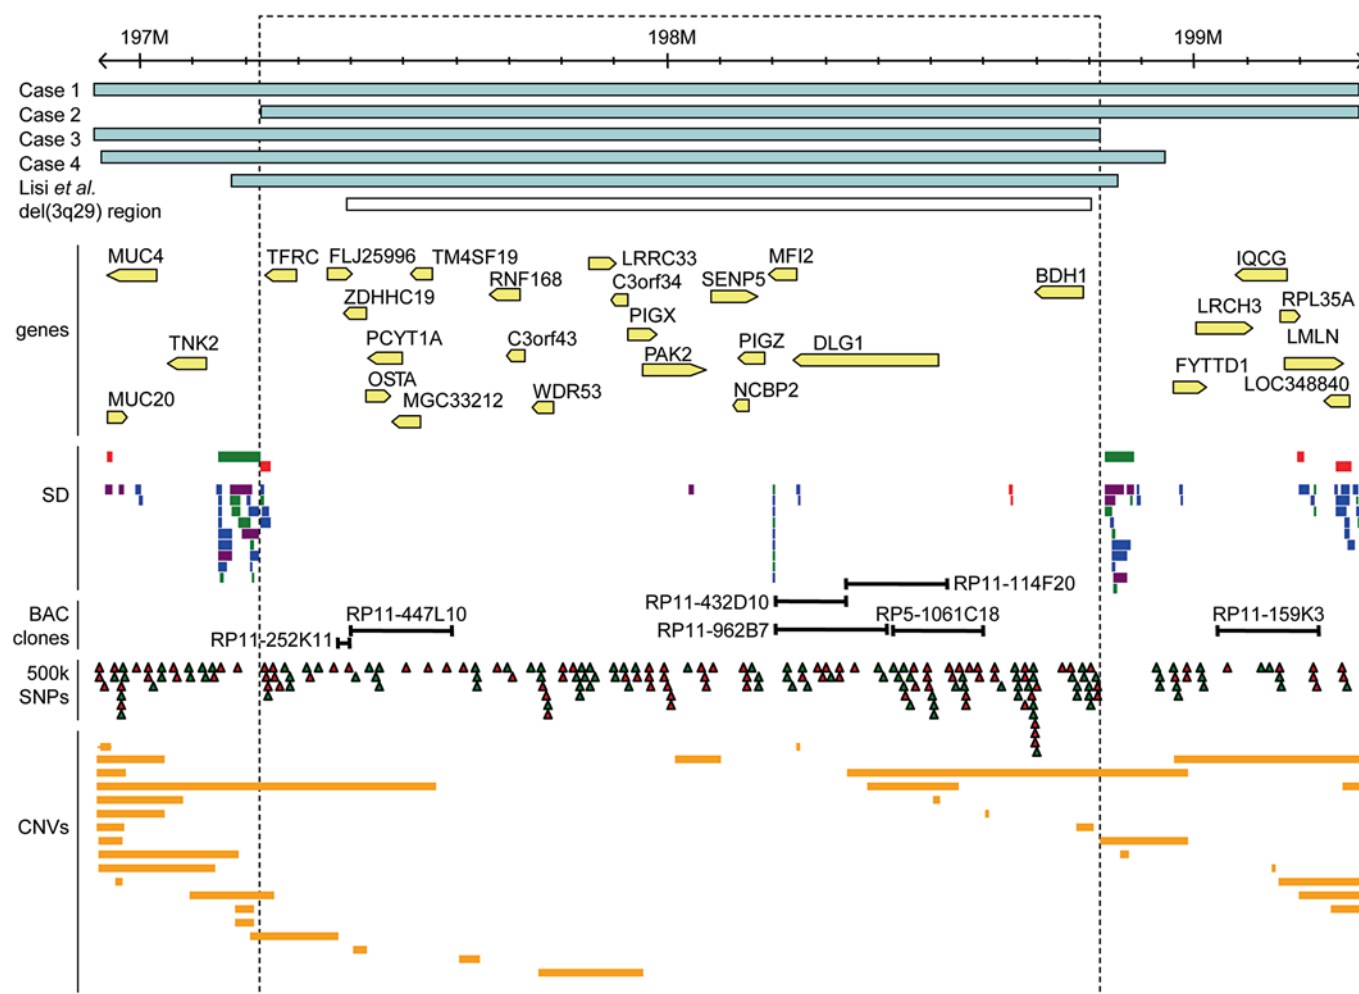 197M 198M 199M
Case 1
Case 2
Case 3
Case 4
Lisi et al.
del(3q29) region
genes
MUC4 TFRC FLJ25996 TM4SF19 LRRC33 MFI2 IQCG
ZDHHC19 RNF168 C3orf34 SENP5 BDH1
LRCH3 RPL35A
PIGX
TNK2 PCYT1A C3orf43 PAK2 PIGZ DLG1 LMLN
FYTTD1
OSTA
MUC20 MGC33212 WDR53 NCBP2 LOC348840
SD
RP11-114F20
BAC
clones
RP11-432D10
RP11-447L10 RP5-1061C18 RP11-159K3
RP11-252K11 RP11-962B7
500k
SNPs
CNVs